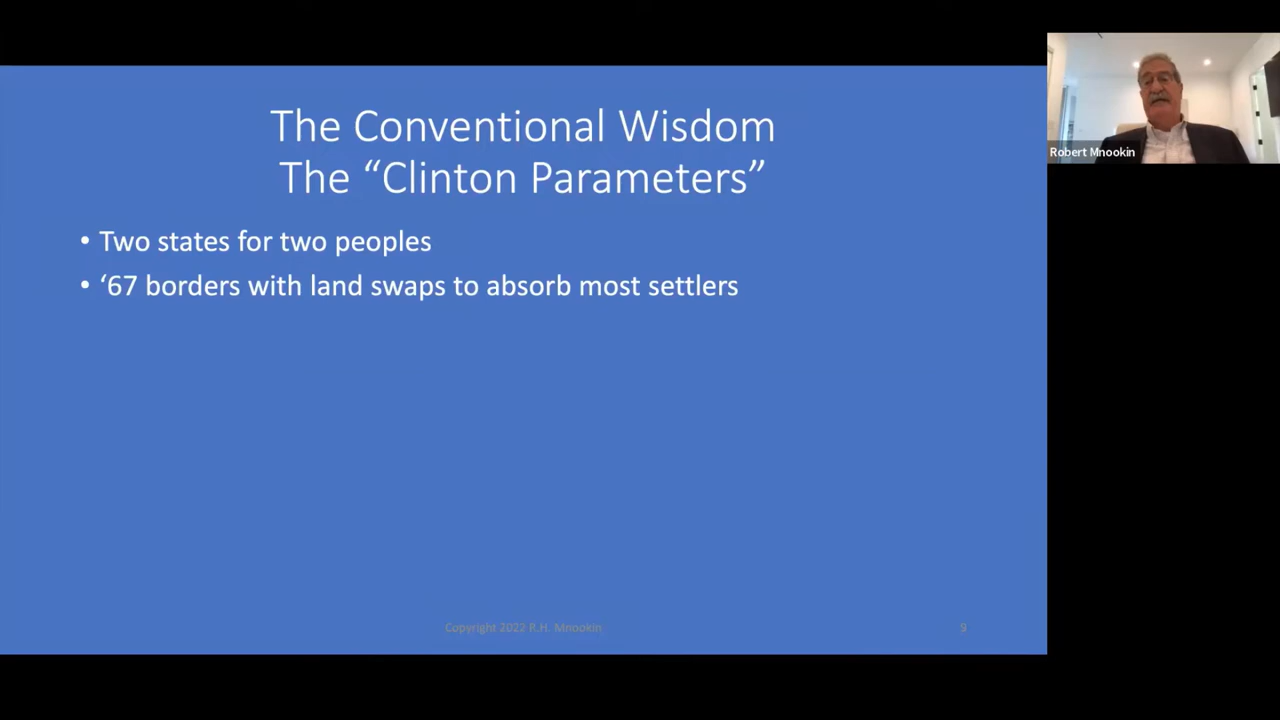 The Conventional Wisdom
The “Clinton Parameters”
• Two states for two peoples
• ‘67 borders with land swaps to absorb most settlers
Copyright 2022 R.H. Mnookin
9
Robert Mnookin